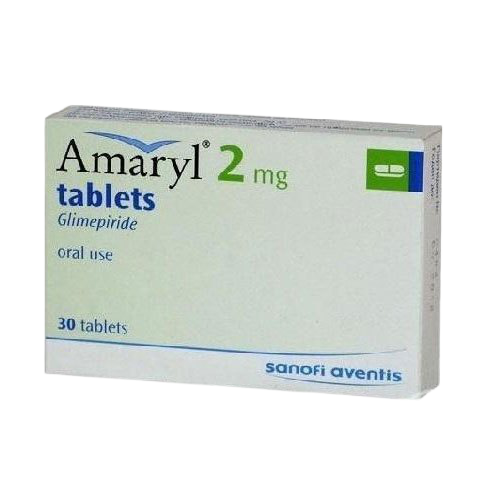 Amaryl® 2 mg
tablets
Glimepiride
oral use
30 tablets
sanofi aventis